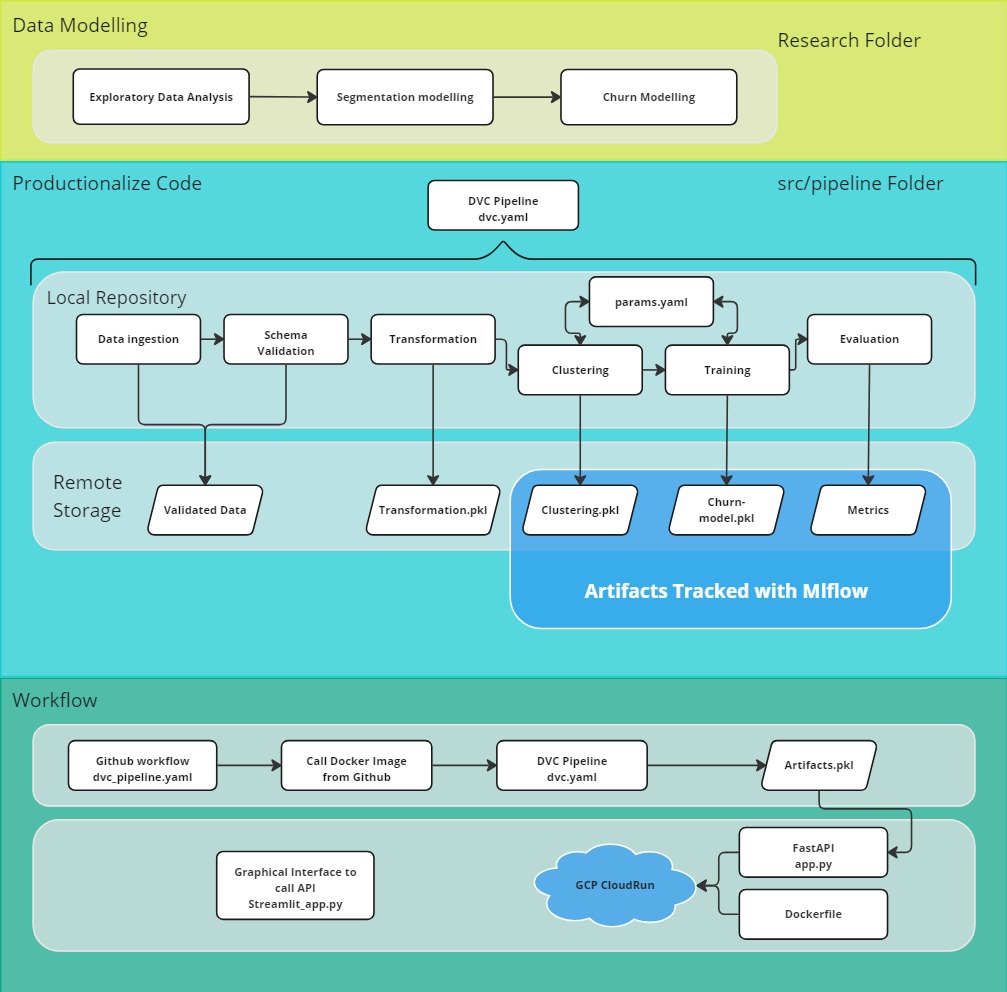 Data Modelling
Research Folder
Exploratory Data Analysis
Segmentation modelling
Churn Modelling
Productionalize Code
src/pipeline Folder
DVC Pipeline
dvc.yaml
Local Repository
params.yaml
Data ingestion
Schema
Validation
Transformation
Clustering
Training
Evaluation
Remote
Storage
Validated Data
Transformation.pkl
Clustering.pkl
Churn-
model.pkl
Metrics
Artifacts Tracked with Mlflow
Workflow
Github workflow
dvc_pipeline.yaml
Call Docker Image
from Github
DVC Pipeline
dvc.yaml
Artifacts.pkl
Graphical Interface to
call API
Streamlit_app.py
GCP CloudRun
FastAPI
app.py
Dockerfile